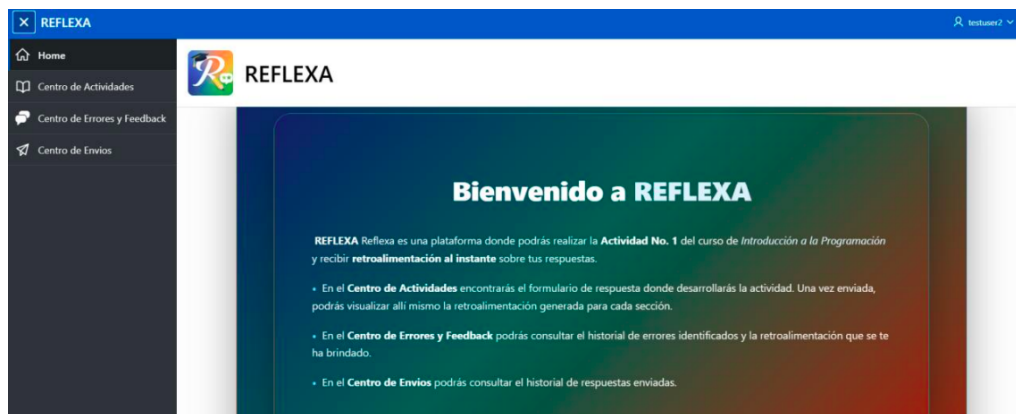 REFLEXA
testuser2
Home
Centro de Actividades
Centro de Errores y Feedback
Centro de Envios
REFLEXA
Bienvenido a REFLEXA
REFLEXA Reflexa es una plataforma donde podrás realizar la Actividad No. 1 del curso de Introducción a la Programación
y recibir retroalimentación al instante sobre tus respuestas.
• En el Centro de Actividades encontrarás el formulario de respuesta donde desarrollarás la actividad. Una vez enviada,
podrás visualizar allí mismo la retroalimentación generada para cada sección.
• En el Centro de Errores y Feedback podrás consultar el historial de errores identificados y la retroalimentación que se te
ha brindado.
• En el Centro de Envios podrás consultar el historial de respuestas enviadas.